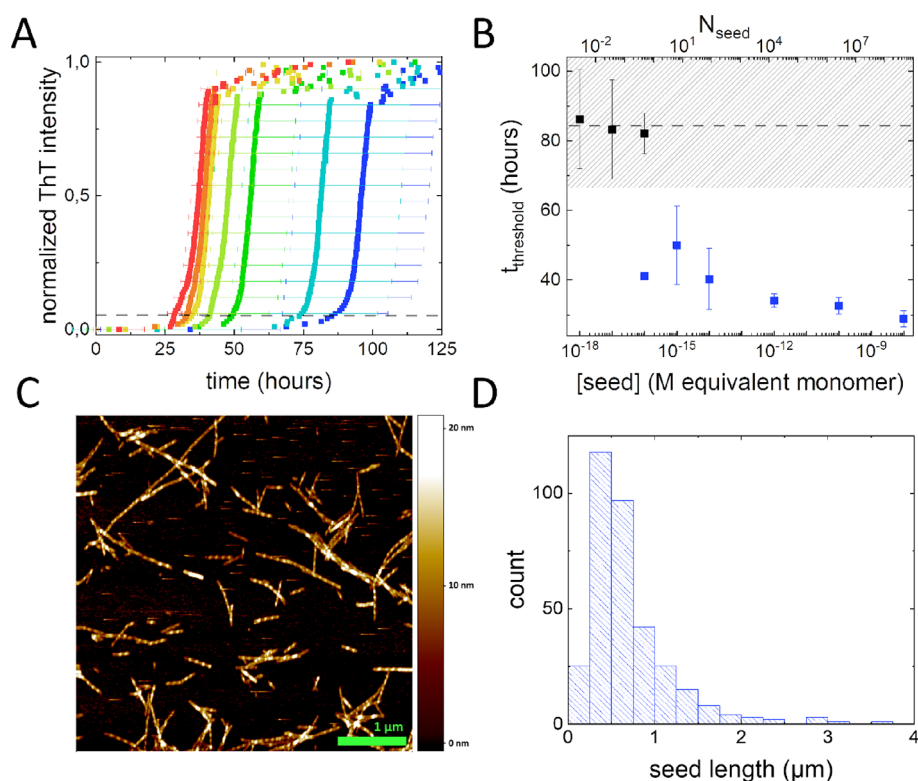 A
normalized ThT intensity
1,0
0,5
0,0
0
25
50
75
100
125
time (hours)
B
N_seed
10^-2 10^1 10^4 10^7
t_threshold (hours)
100
80
60
40
10^-18 10^-15 10^-12 10^-9
[seed] (M equivalent monomer)
C
20 nm
10 nm
0 nm
1 µm
D
count
100
50
0
0 1 2 3 4
seed length (µm)